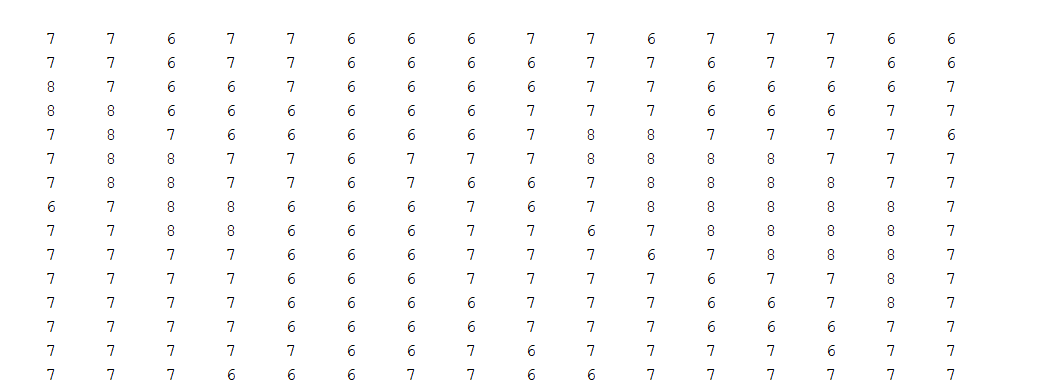 7 7 6 7 7 6 6 6 7 7 6 7 7 7 6 6
7 7 6 7 7 6 6 6 6 7 7 6 7 7 6 6
8 7 6 6 7 6 6 6 6 7 7 6 6 6 6 7
8 8 6 6 6 6 6 6 7 7 7 6 6 6 7 7
7 8 7 6 6 6 6 6 7 8 8 7 7 7 7 6
7 8 8 7 7 6 7 7 7 8 8 8 8 7 7 7
7 8 8 7 7 6 7 6 6 7 8 8 8 8 7 7
6 7 8 8 6 6 6 7 6 7 8 8 8 8 8 7
7 7 8 8 6 6 6 7 7 6 7 8 8 8 8 7
7 7 7 7 6 6 6 7 7 7 6 7 8 8 8 7
7 7 7 7 6 6 6 7 7 7 7 6 7 7 8 7
7 7 7 7 6 6 6 6 7 7 7 6 6 7 8 7
7 7 7 7 6 6 6 6 7 7 7 6 6 6 7 7
7 7 7 7 7 6 6 7 6 7 7 7 7 6 7 7
7 7 7 6 6 6 7 7 6 6 7 7 7 7 7 7